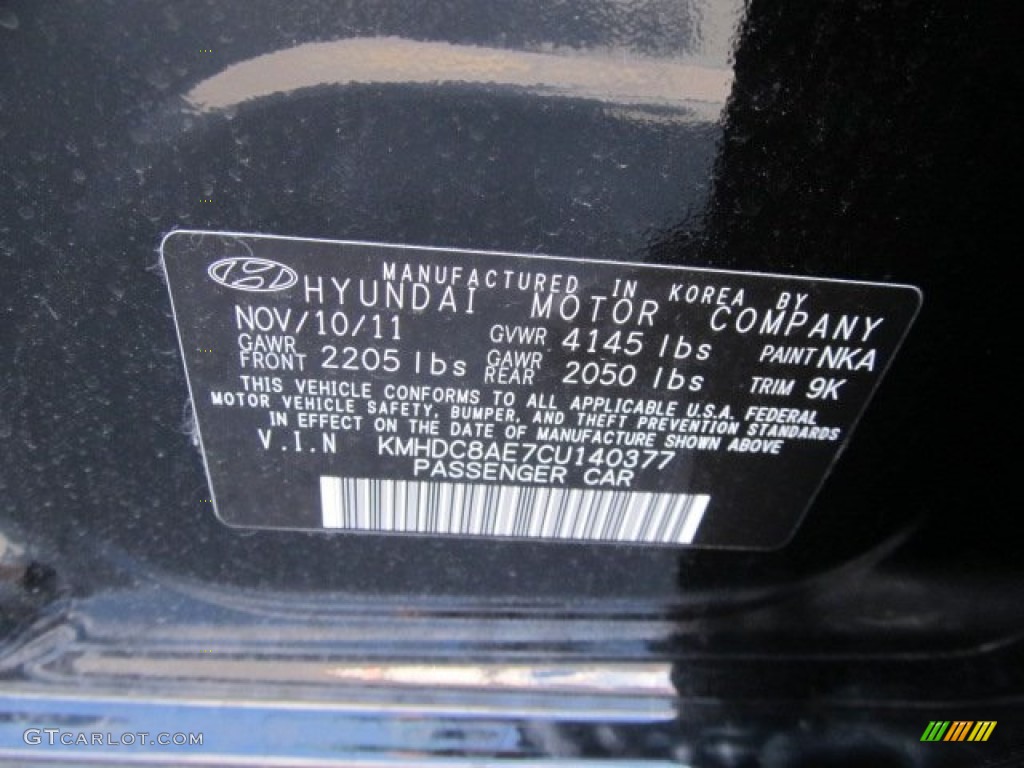 MANUFACTURED IN KOREA BY
HYUNDAI MOTOR COMPANY
NOV/10/11 GVWR 4145 lbs PAINT NKA
GAWR FRONT 2205 lbs GAWR REAR 2050 lbs TRIM 9K
THIS VEHICLE CONFORMS TO ALL APPLICABLE U.S.A. FEDERAL
MOTOR VEHICLE SAFETY, BUMPER, AND THEFT PREVENTION STANDARDS
IN EFFECT ON THE DATE OF MANUFACTURE SHOWN ABOVE
V.I.N KMHDC8AE7CU140377
PASSENGER CAR
GTCARLOT.COM